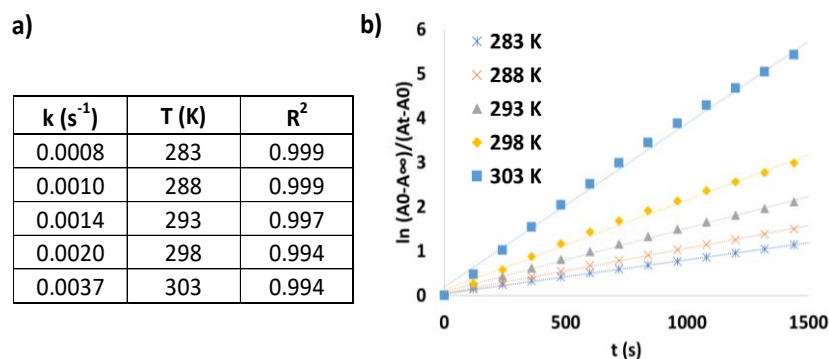 a)
k (s⁻¹) T (K) R²
0.0008 283 0.999
0.0010 288 0.999
0.0014 293 0.997
0.0020 298 0.994
0.0037 303 0.994
b)
ln (A0-A∞)/(At-A0)
6
5
4
3
2
1
0
283 K
288 K
293 K
298 K
303 K
0 500 1000 1500
t (s)